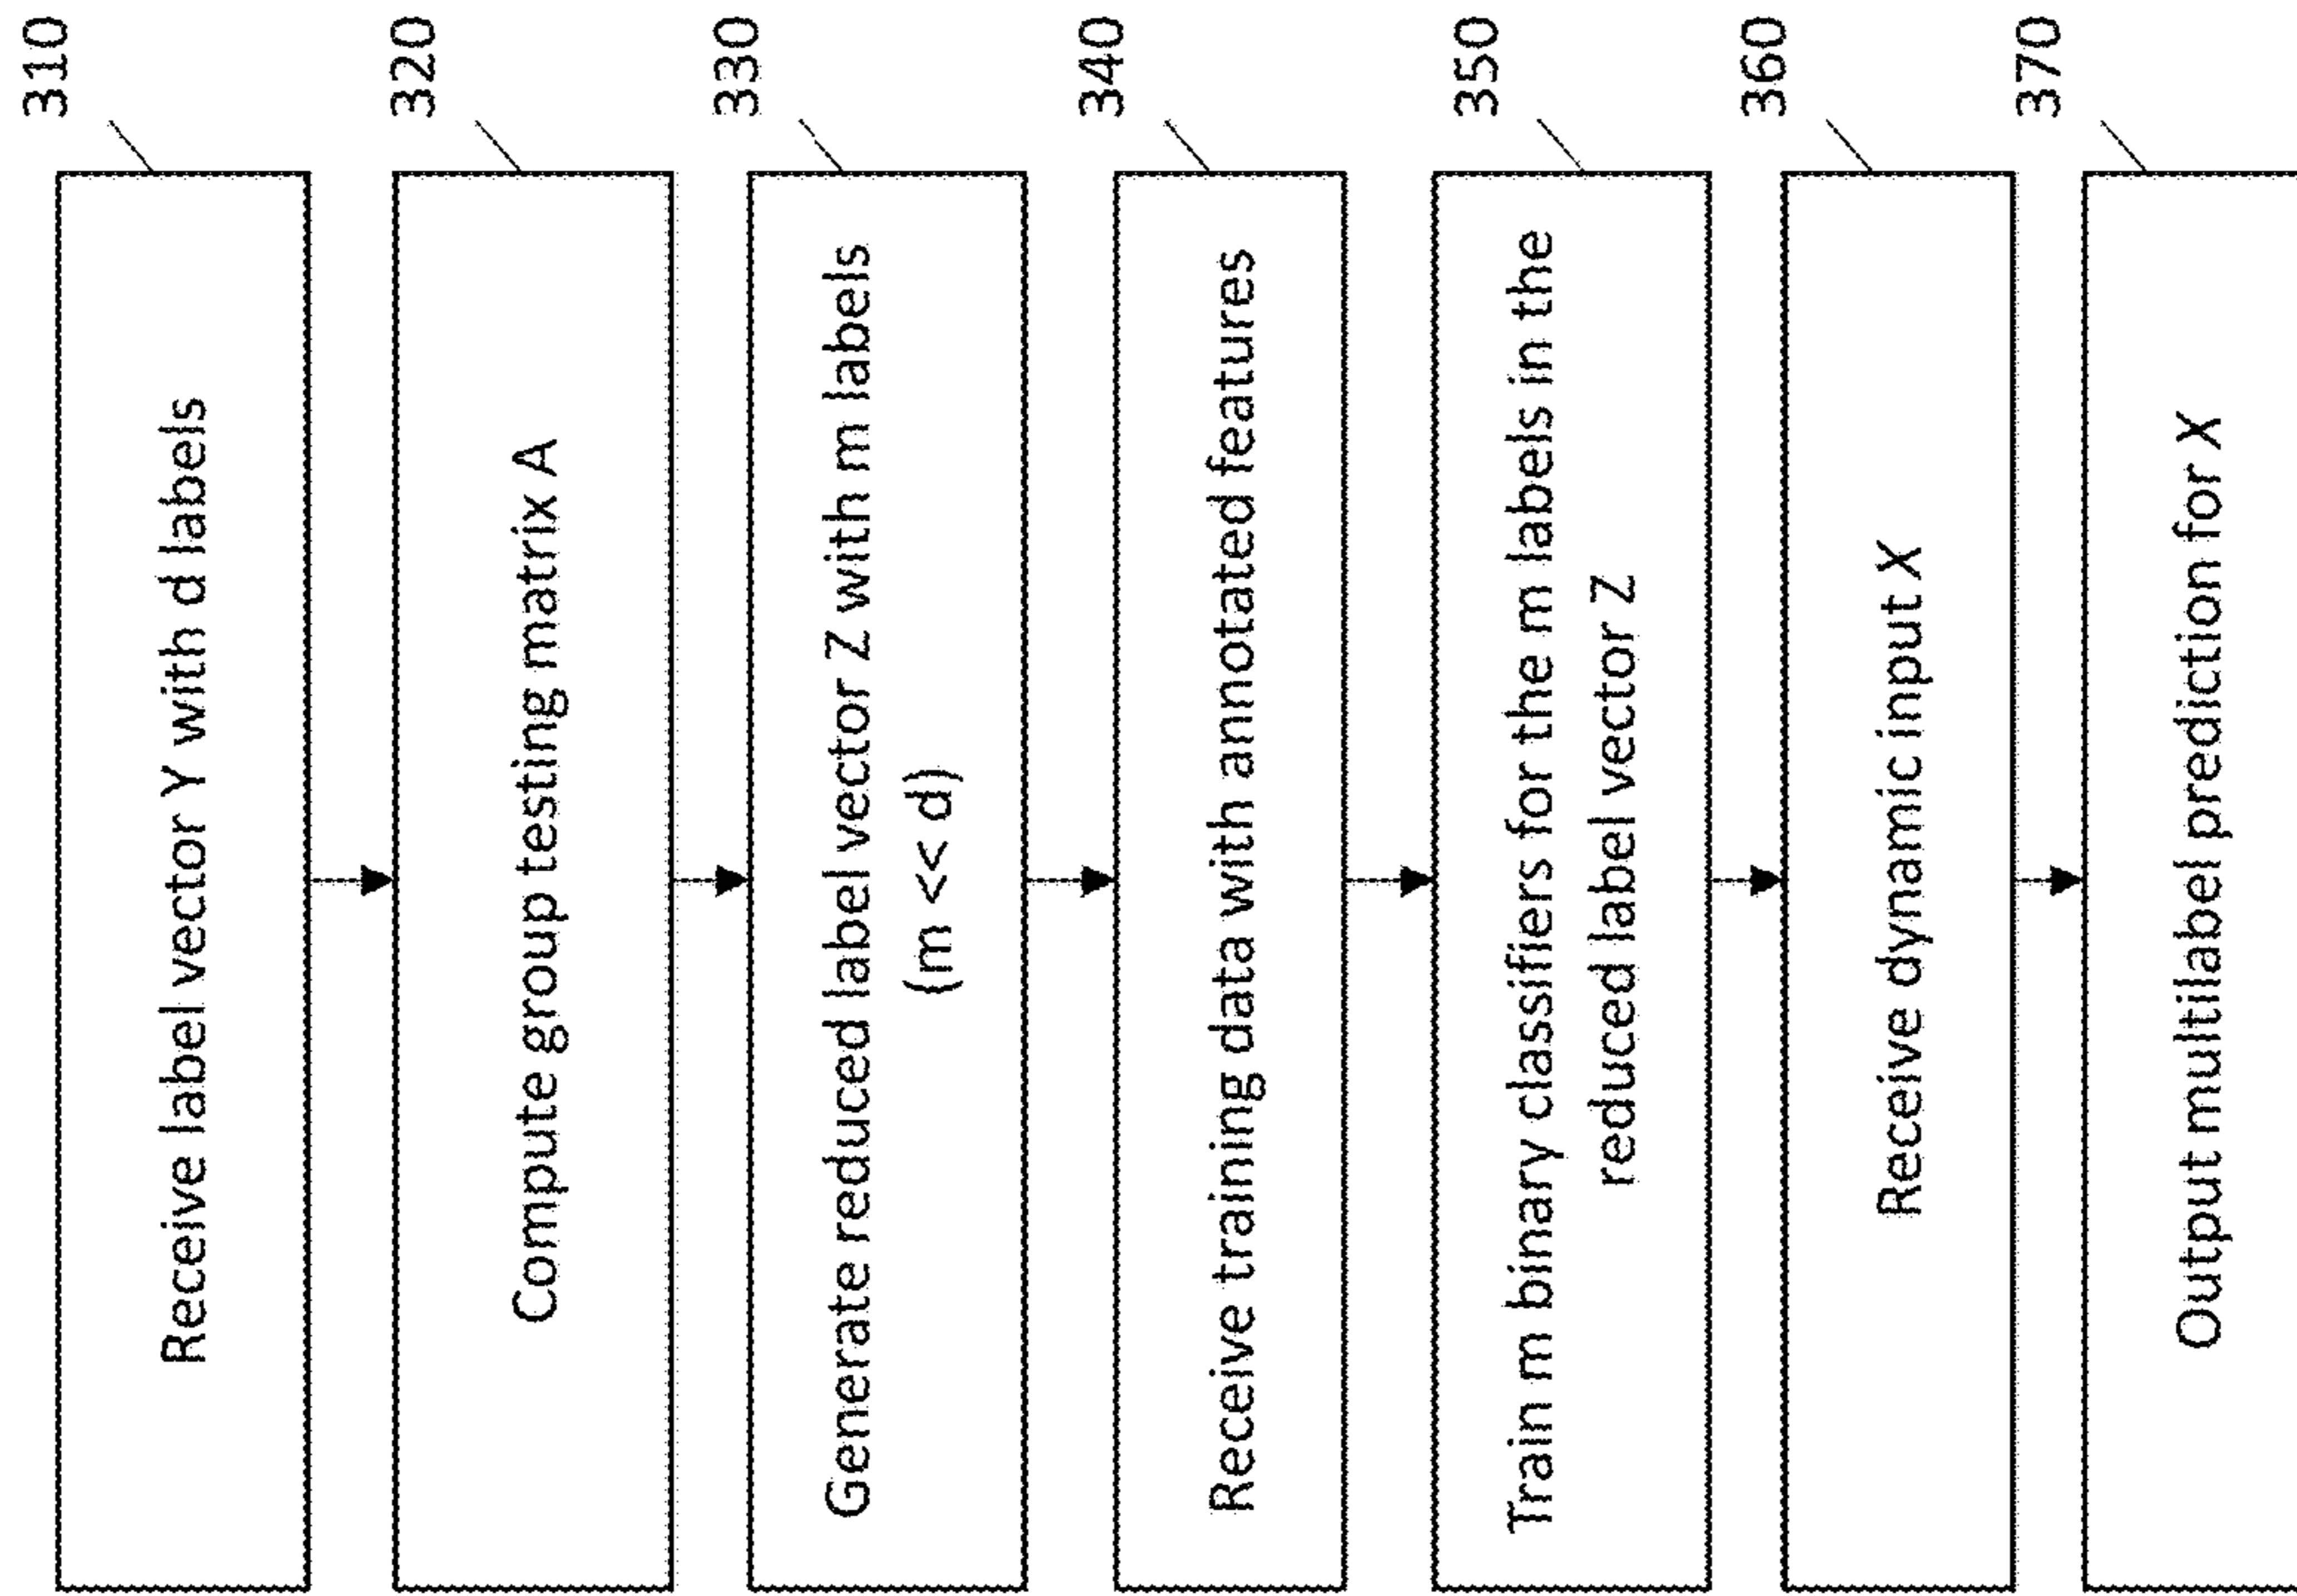 310
Receive label vector Y with d labels
320
Compute group testing matrix A
330
Generate reduced label vector Z with m labels
(m << d)
340
Receive training data with annotated features
350
Train m binary classifiers for the m labels in the
reduced label vector Z
360
Receive dynamic input X
370
Output multilabel prediction for X